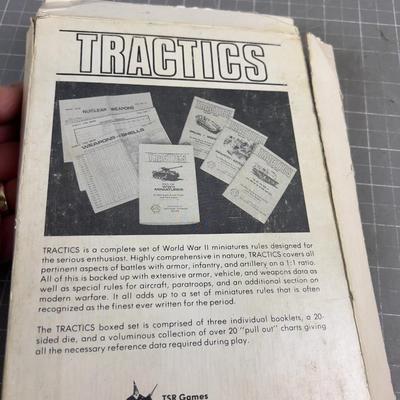 TRACTICS
NUCLEAR WEAPONS
WEAPONS & SHELLS
TRACTICS
TRACTICS is a complete set of World War II miniatures rules designed for
the serious enthusiast. Highly comprehensive in nature, TRACTICS covers all
pertinent aspects of battles with armor, infantry, and artillery on a 1:1 ratio.
All of this is backed up with extensive armor, vehicle, and weapons data as
well as special rules for aircraft, paratroops, and an additional section on
modern warfare. It all adds up to a set of miniatures rules that is often
recognized as the finest ever written for the period.
The TRACTICS boxed set is comprised of three individual booklets, a 20-
sided die, and a voluminous collection of over 20 "pull out" charts giving
all the necessary reference data required during play.
TSR Games